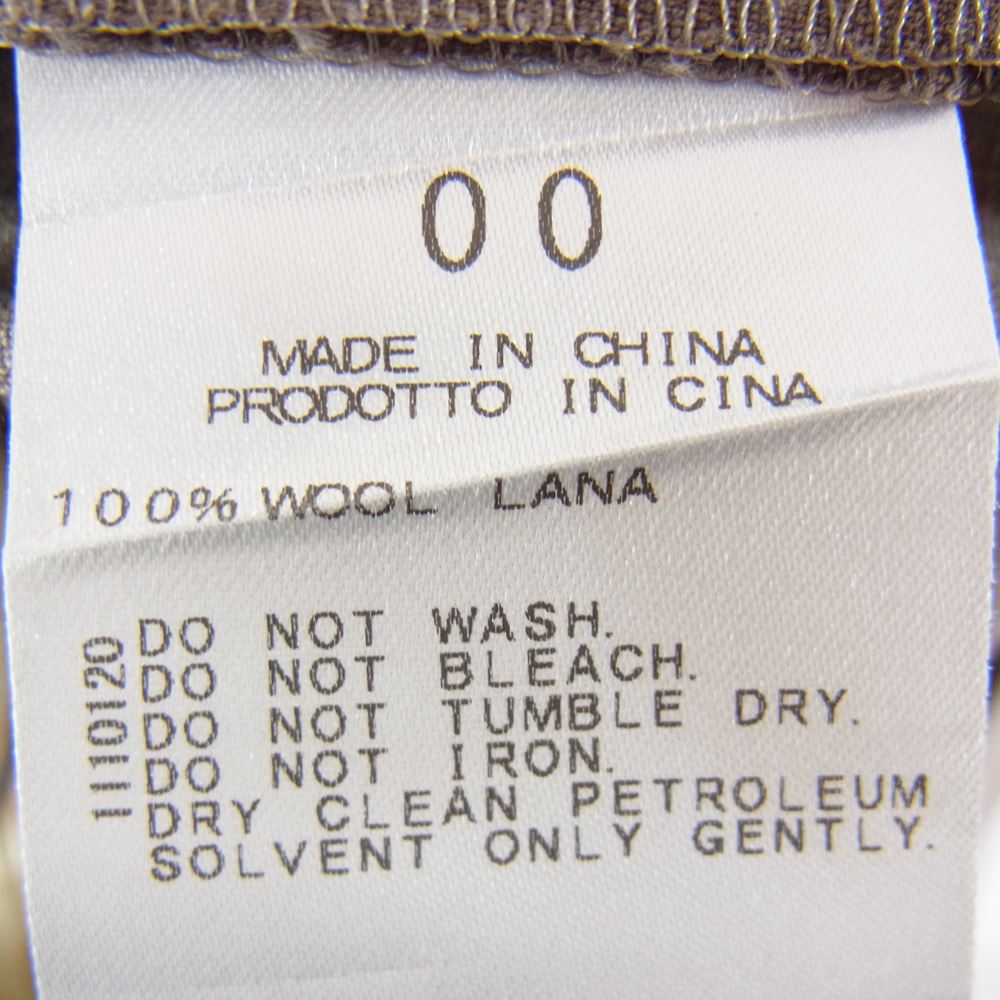 00
MADE IN CHINA
PRODOTTO IN CINA
100% WOOL LANA
DO NOT WASH.
DO NOT BLEACH.
DO NOT TUMBLE DRY.
DO NOT IRON.
DRY CLEAN PETROLEUM
SOLVENT ONLY GENTLY.
1110120